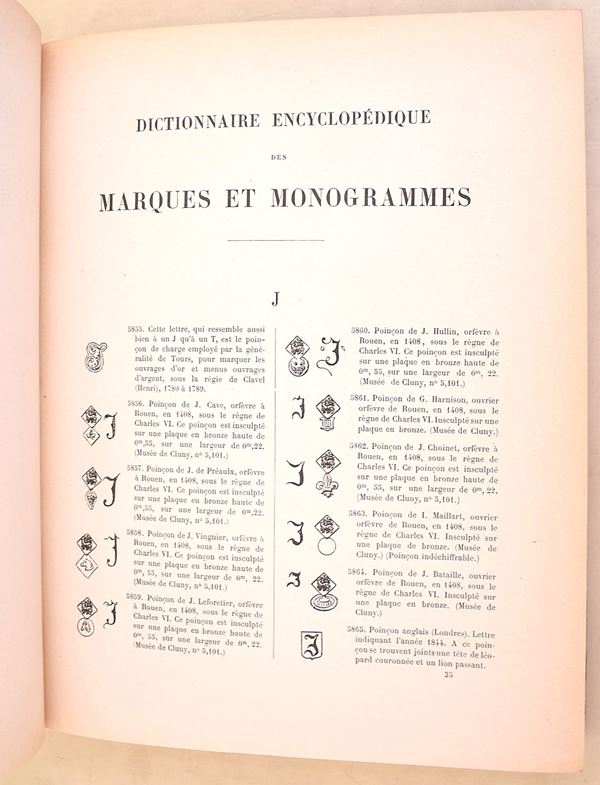 DICTIONNAIRE ENCYCLOPÉDIQUE
DES
MARQUES ET MONOGRAMMES
J
5855. Cette lettre, qui ressemble aussi
bien à un J qu'à un T, est le poin-
çon de charge employé par la géné-
ralité de Tours, pour marquer les
ouvrages d'or et menus ouvrages
d'argent, sous la régie de Clavel
(Henri), 1780 à 1789.
5856. Poinçon de J. Cave, orfèvre à
Rouen, en 1408, sous le règne de
Charles VI. Ce poinçon est insculpté
sur une plaque en bronze haute de
0m,55, sur une largeur de 0m,22.
(Musée de Cluny, no 5,101.)
5857. Poinçon de J. de Préaulx, orfèvre
à Rouen, en 1408, sous le règne de
Charles VI. Ce poinçon est insculpté
sur une plaque en bronze haute de
0m,55, sur une largeur de 0m,22.
(Musée de Cluny, no 5,101.)
5858. Poinçon de J. Vingnier, orfèvre à
Rouen, en 1408, sous le règne de
Charles VI. Ce poinçon est insculpté
sur une plaque en bronze haute de
0m, 55, sur une largeur de 0m, 22.
(Musée de Cluny, no 5,101.)
5859. Poinçon de J. Leforetier, orfèvre
à Rouen, en 1408, sous le règne de
Charles VI. Ce poinçon est insculpté
sur une plaque en bronze haute de
0m, 55, sur une largeur de 0m, 22.
(Musée de Cluny, no 5,101.)
5860. Poinçon de J. Hullin, orfèvre à
Rouen, en 1408, sous le règne de
Charles VI. Ce poinçon est insculpté
sur une plaque en bronze haute de
0m, 55, sur une largeur de 0m, 22.
(Musée de Cluny, no 5,101.)
5861. Poinçon de G. Harnison, ouvrier
orfèvre de Rouen, en 1408, sous le
règne de Charles VI. Insculpté sur une
plaque en bronze. (Musée de Cluny.)
5862. Poinçon de J. Choinet, orfèvre à
Rouen, en 1408, sous le règne de
Charles VI. Ce poinçon est insculpté
sur une plaque en bronze haute de
0m, 55, sur une largeur de 0m, 22.
(Musée de Cluny, no 5,101.)
5863. Poinçon de I. Maillart, ouvrier
orfèvre de Rouen, en 1408, sous le
règne de Charles VI. Insculpté sur
une plaque de bronze. (Musée de
Cluny.) (Poinçon indéchiffrable.)
5864. Poinçon de J. Bataille, ouvrier
orfèvre de Rouen, en 1408, sous le
règne de Charles VI. Insculpté sur
une plaque en bronze. (Musée de
Cluny.)
5865. Poinçon anglais (Londres). Lettre
indiquant l'année 1844. A ce poin-
çon se trouvent joints une tête de léo-
pard couronnée et un lion passant.
35